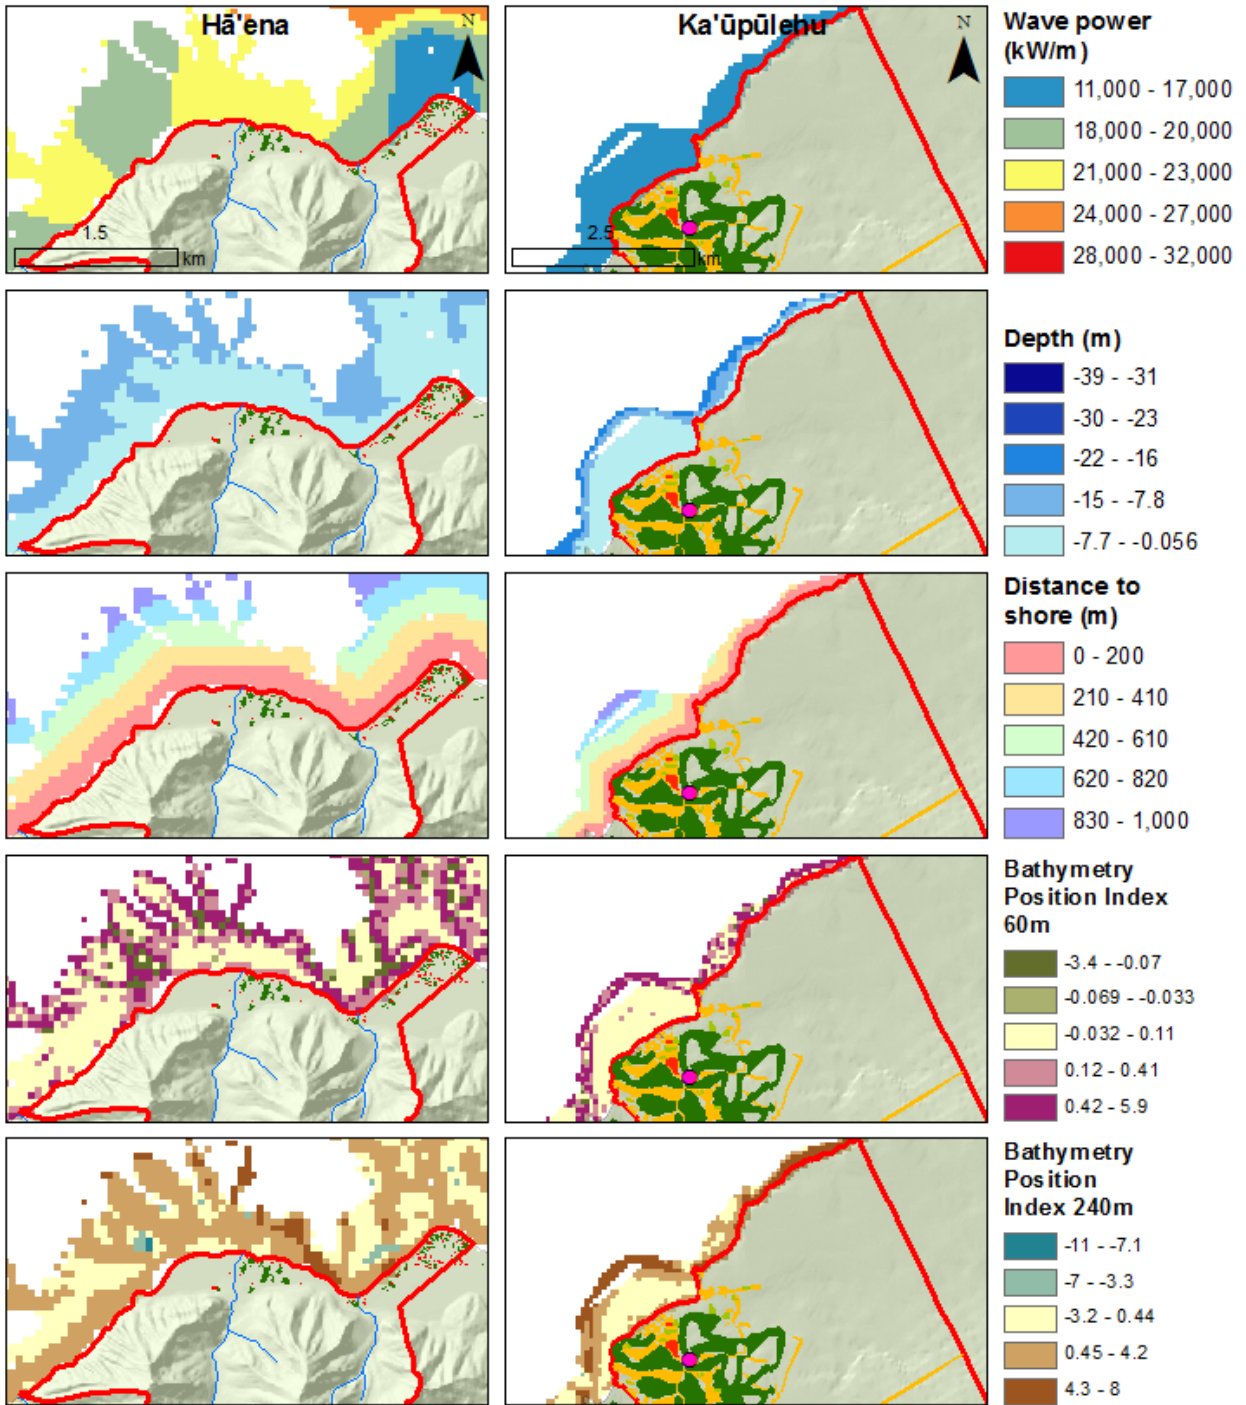 Hā'ena
N
1.5
km
Ka'ūpūlehu
N
2.5
km
Wave power
(kW/m)
11,000 - 17,000
18,000 - 20,000
21,000 - 23,000
24,000 - 27,000
28,000 - 32,000
Depth (m)
-39 - -31
-30 - -23
-22 - -16
-15 - -7.8
-7.7 - -0.056
Distance to
shore (m)
0 - 200
210 - 410
420 - 610
620 - 820
830 - 1,000
Bathymetry
Position Index
60m
-3.4 - -0.07
-0.069 - -0.033
-0.032 - 0.11
0.12 - 0.41
0.42 - 5.9
Bathymetry
Position
Index 240m
-11 - -7.1
-7 - -3.3
-3.2 - 0.44
0.45 - 4.2
4.3 - 8